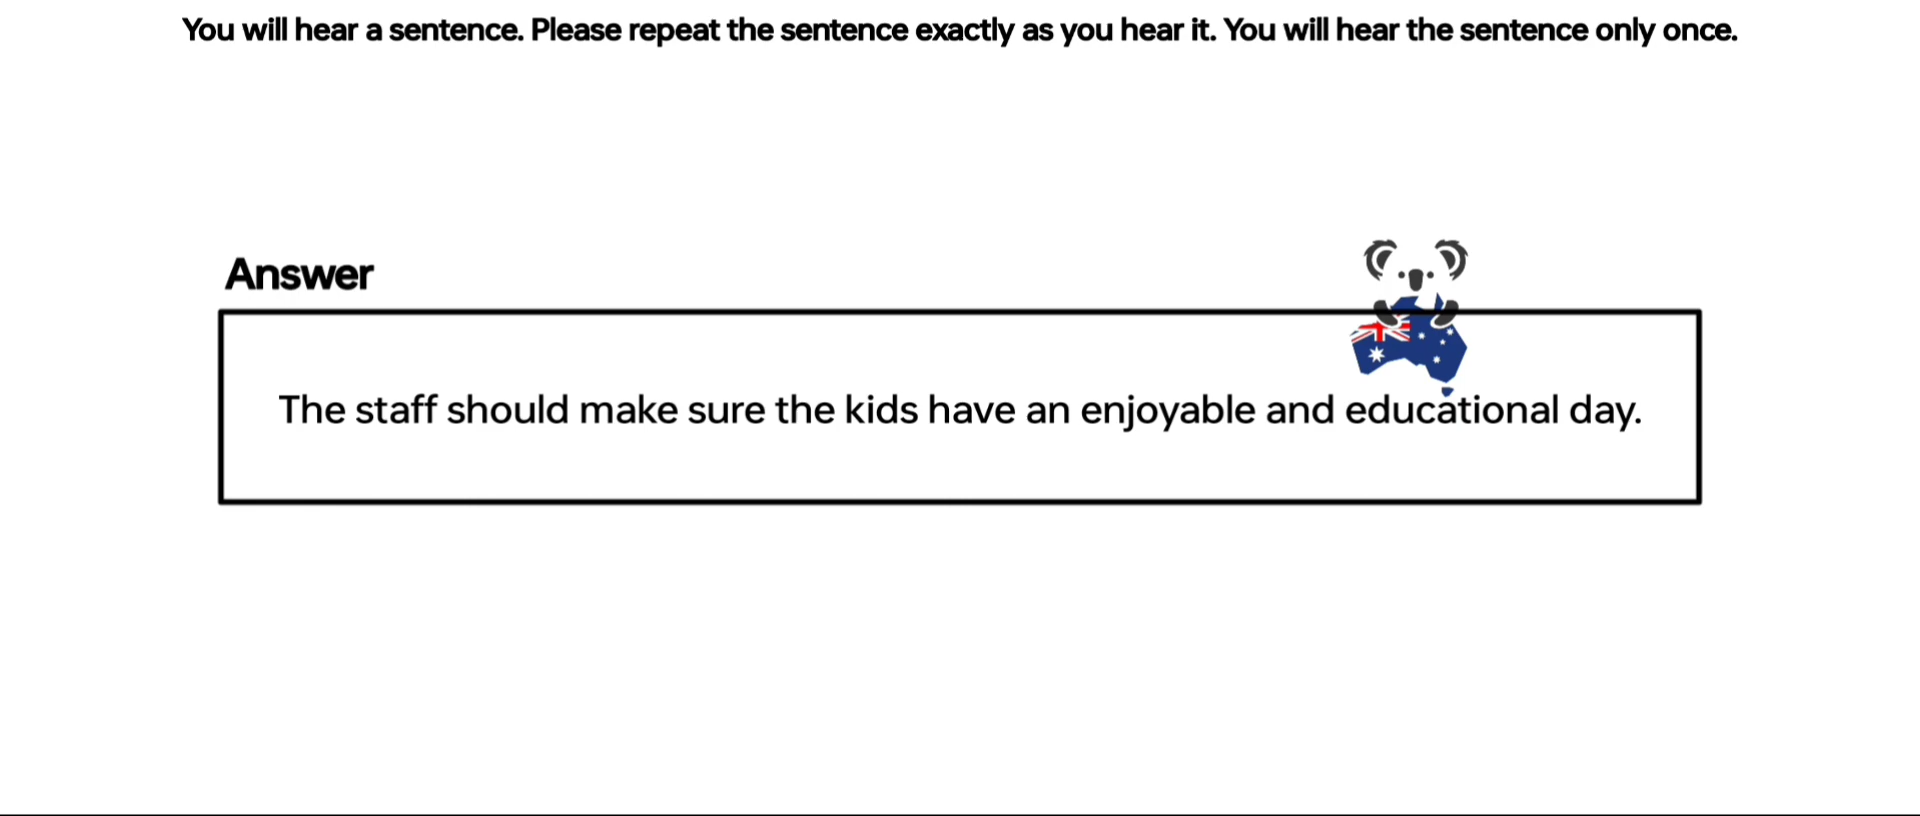 You will hear a sentence. Please repeat the sentence exactly as you hear it. You will hear the sentence only once.
Answer
The staff should make sure the kids have an enjoyable and educational day.